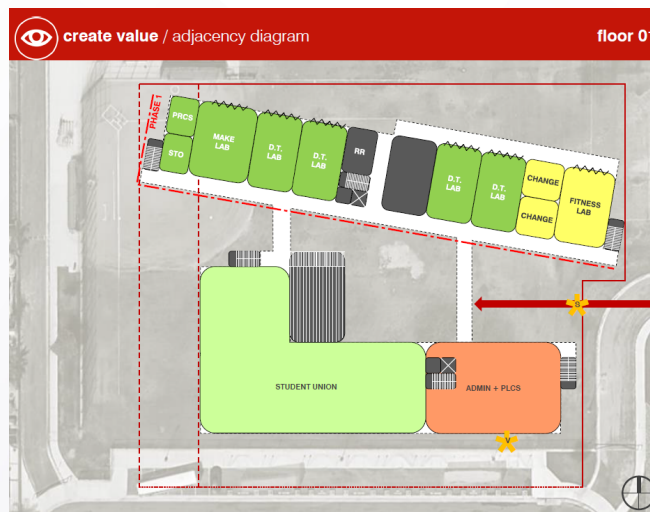 create value / adjacency diagram
floor 01
PHASE 1
PRCS
STO
MAKE
LAB
D.T.
LAB
D.T.
LAB
RR
D.T.
LAB
D.T.
LAB
CHANGE
CHANGE
FITNESS
LAB
S
STUDENT UNION
ADMIN + PLCS
V